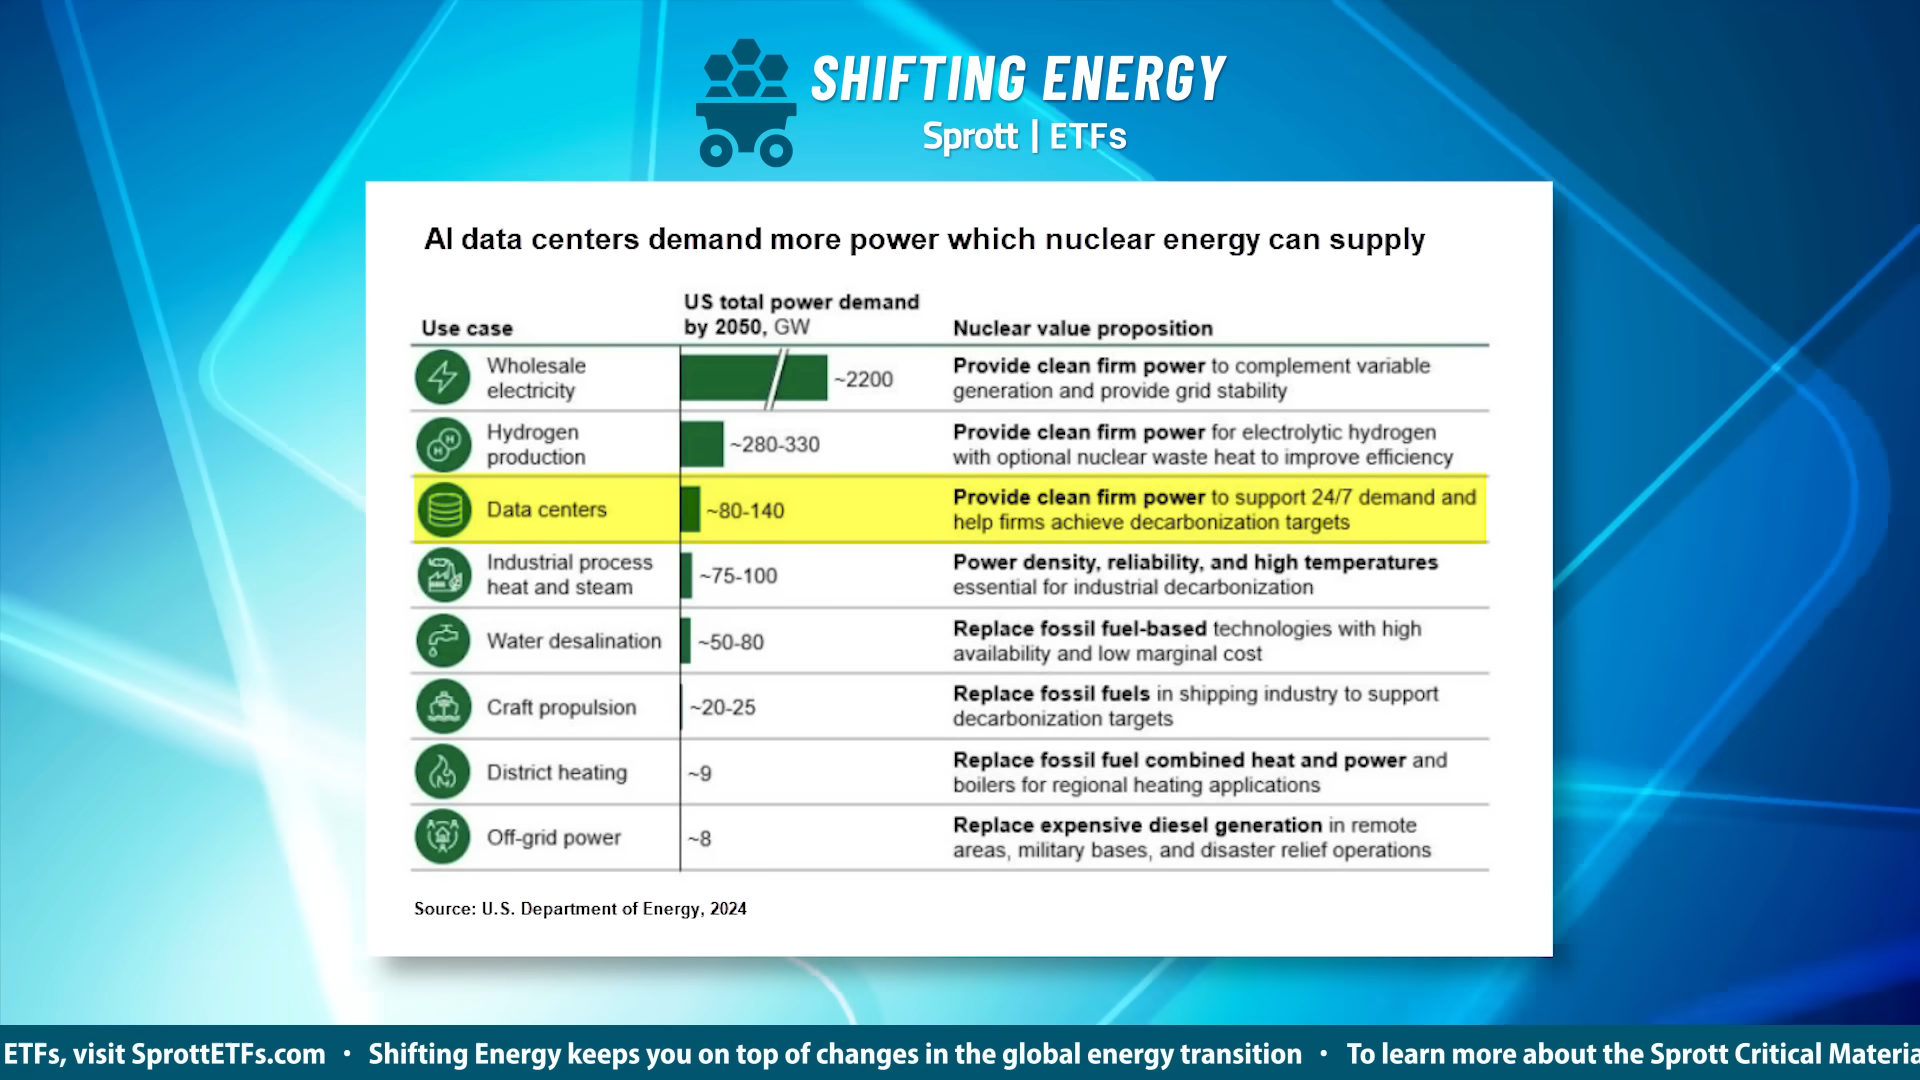 SHIFTING ENERGY
Sprott | ETFs
AI data centers demand more power which nuclear energy can supply
Use case
US total power demand
by 2050, GW
Nuclear value proposition
Wholesale
electricity
~2200
Provide clean firm power to complement variable
generation and provide grid stability
Hydrogen
production
H
H
~280-330
Provide clean firm power for electrolytic hydrogen
with optional nuclear waste heat to improve efficiency
Data centers
~80-140
Provide clean firm power to support 24/7 demand and
help firms achieve decarbonization targets
Industrial process
heat and steam
~75-100
Power density, reliability, and high temperatures
essential for industrial decarbonization
Water desalination
~50-80
Replace fossil fuel-based technologies with high
availability and low marginal cost
Craft propulsion
~20-25
Replace fossil fuels in shipping industry to support
decarbonization targets
District heating
~9
Replace fossil fuel combined heat and power and
boilers for regional heating applications
Off-grid power
~8
Replace expensive diesel generation in remote
areas, military bases, and disaster relief operations
Source: U.S. Department of Energy, 2024
ETFs, visit SprottETFs.com • Shifting Energy keeps you on top of changes in the global energy transition • To learn more about the Sprott Critical Materia